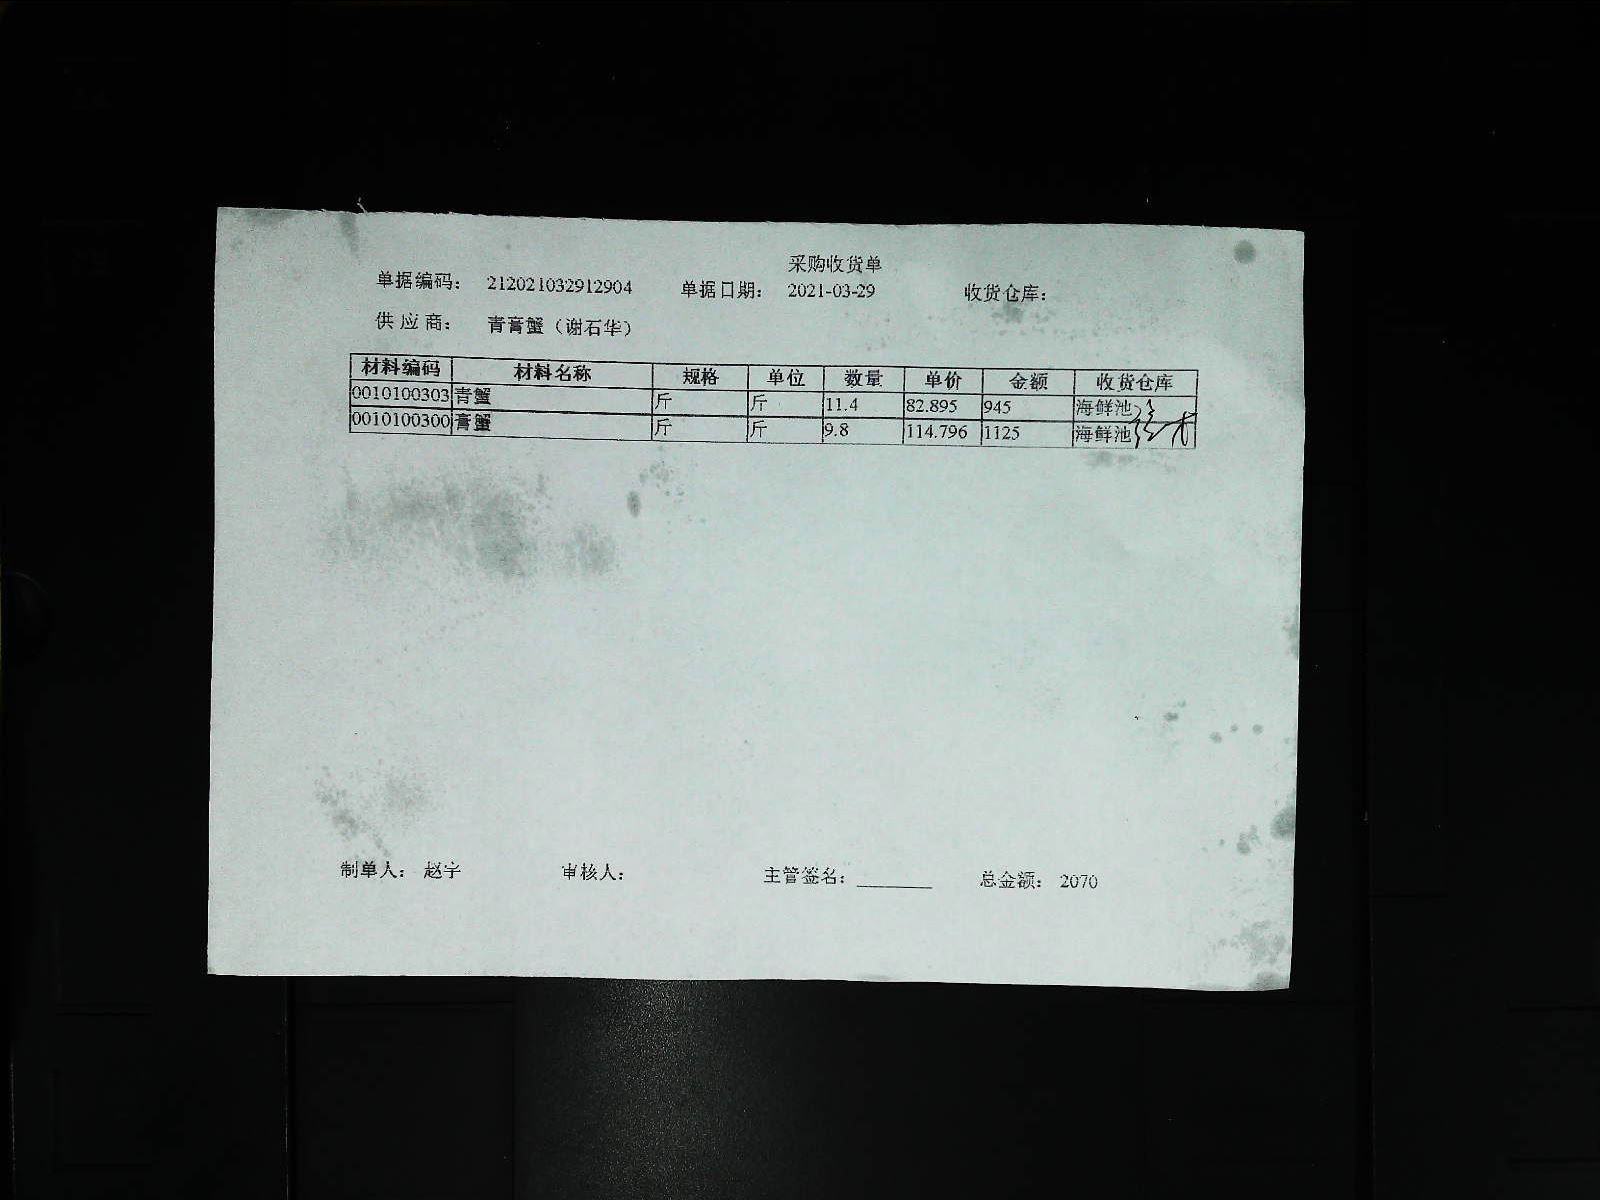 采购收货单
单据编码: 212021032912904 单据日期: 2021-03-29 收货仓库:
供应商: 青膏蟹（谢石华）
材料编码 材料名称 规格 单位 数量 单价 金额 收货仓库
0010100303 青蟹 斤 斤 11.4 82.895 945 海鲜池
0010100300 膏蟹 斤 斤 9.8 114.796 1125 海鲜池
制单人: 赵宇 审核人: 主管签名: 总金额: 2070